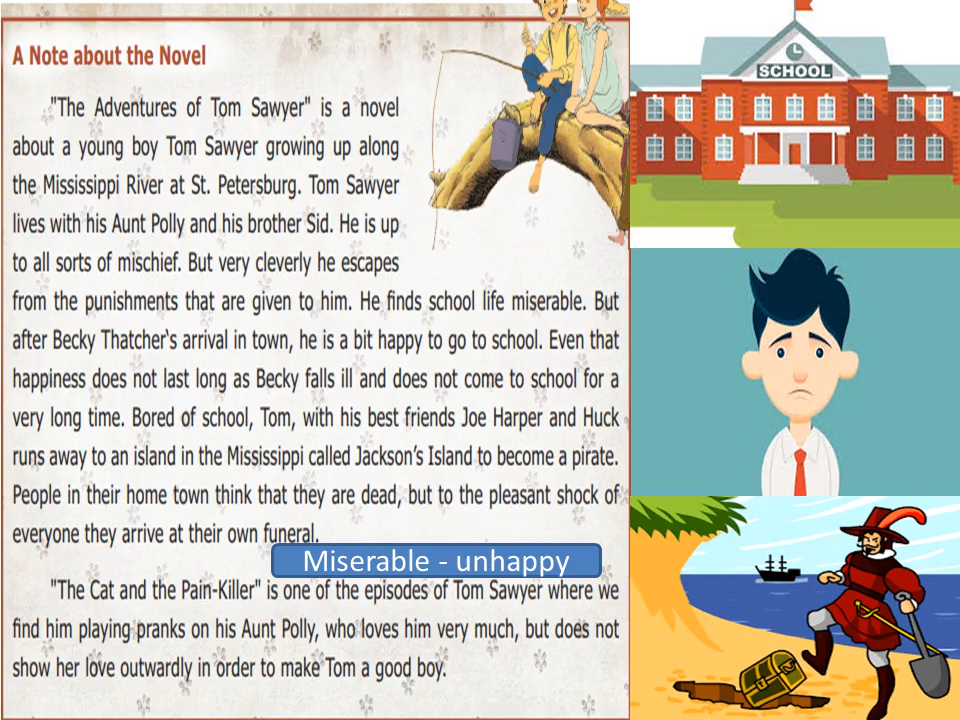 A Note about the Novel
"The Adventures of Tom Sawyer" is a novel
about a young boy Tom Sawyer growing up along
the Mississippi River at St. Petersburg. Tom Sawyer
lives with his Aunt Polly and his brother Sid. He is up
to all sorts of mischief. But very cleverly he escapes
from the punishments that are given to him. He finds school life miserable. But
after Becky Thatcher's arrival in town, he is a bit happy to go to school. Even that
happiness does not last long as Becky falls ill and does not come to school for a
very long time. Bored of school, Tom, with his best friends Joe Harper and Huck
runs away to an island in the Mississippi called Jackson's Island to become a pirate.
People in their home town think that they are dead, but to the pleasant shock of
everyone they arrive at their own funeral.
Miserable - unhappy
"The Cat and the Pain-Killer" is one of the episodes of Tom Sawyer where we
find him playing pranks on his Aunt Polly, who loves him very much, but does not
show her love outwardly in order to make Tom a good boy.
SCHOOL